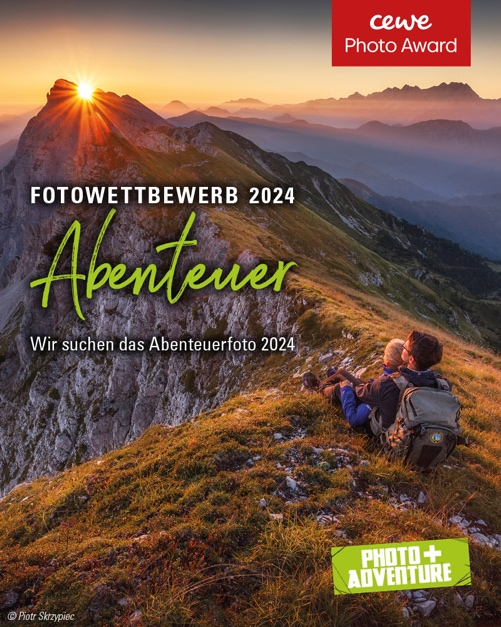 cewe
Photo Award
FOTOWETTBEWERB 2024
Abenteuer
Wir suchen das Abenteuerfoto 2024
PHOTO+
ADVENTURE
© Piotr Skrzypiec